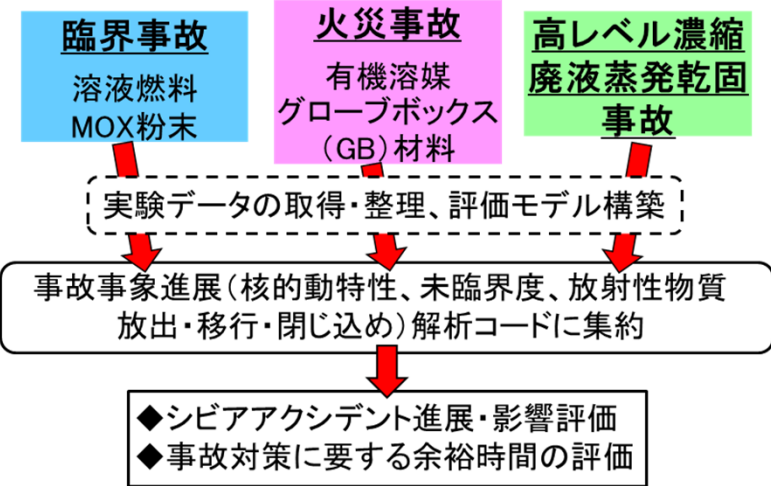 臨界事故
溶液燃料
MOX粉末
火災事故
有機溶媒
グローブボックス
（GB）材料
高レベル濃縮
廃液蒸発乾固
事故
実験データの取得・整理、評価モデル構築
事故事象進展（核的動特性、未臨界度、放射性物質
放出・移行・閉じ込め）解析コードに集約
◆シビアアクシデント進展・影響評価
◆事故対策に要する余裕時間の評価